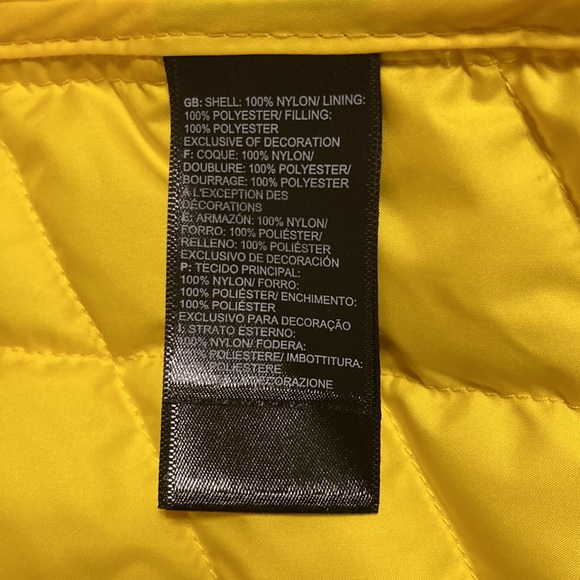 GB: SHELL: 100% NYLON/ LINING:
100% POLYESTER/ FILLING:
100% POLYESTER
EXCLUSIVE OF DECORATION
F: COQUE: 100% NYLON/
DOUBLURE: 100% POLYESTER/
BOURRAGE: 100% POLYESTER
À L'EXCEPTION DES
DÉCORATIONS
E: ARMAZÓN: 100% NYLON/
FORRO: 100% POLIÉSTER/
RELLENO: 100% POLIÉSTER
EXCLUSIVO DE DECORACIÓN
P: TECIDO PRINCIPAL:
100% NYLON/ FORRO:
100% POLIÉSTER/ ENCHIMENTO:
100% POLIÉSTER
EXCLUSIVO PARA DECORAÇÃO
I: STRATO ESTERNO:
100% NYLON/ FODERA:
POLIESTERE/ IMBOTTITURA:
POLIESTERE
DECORAZIONE